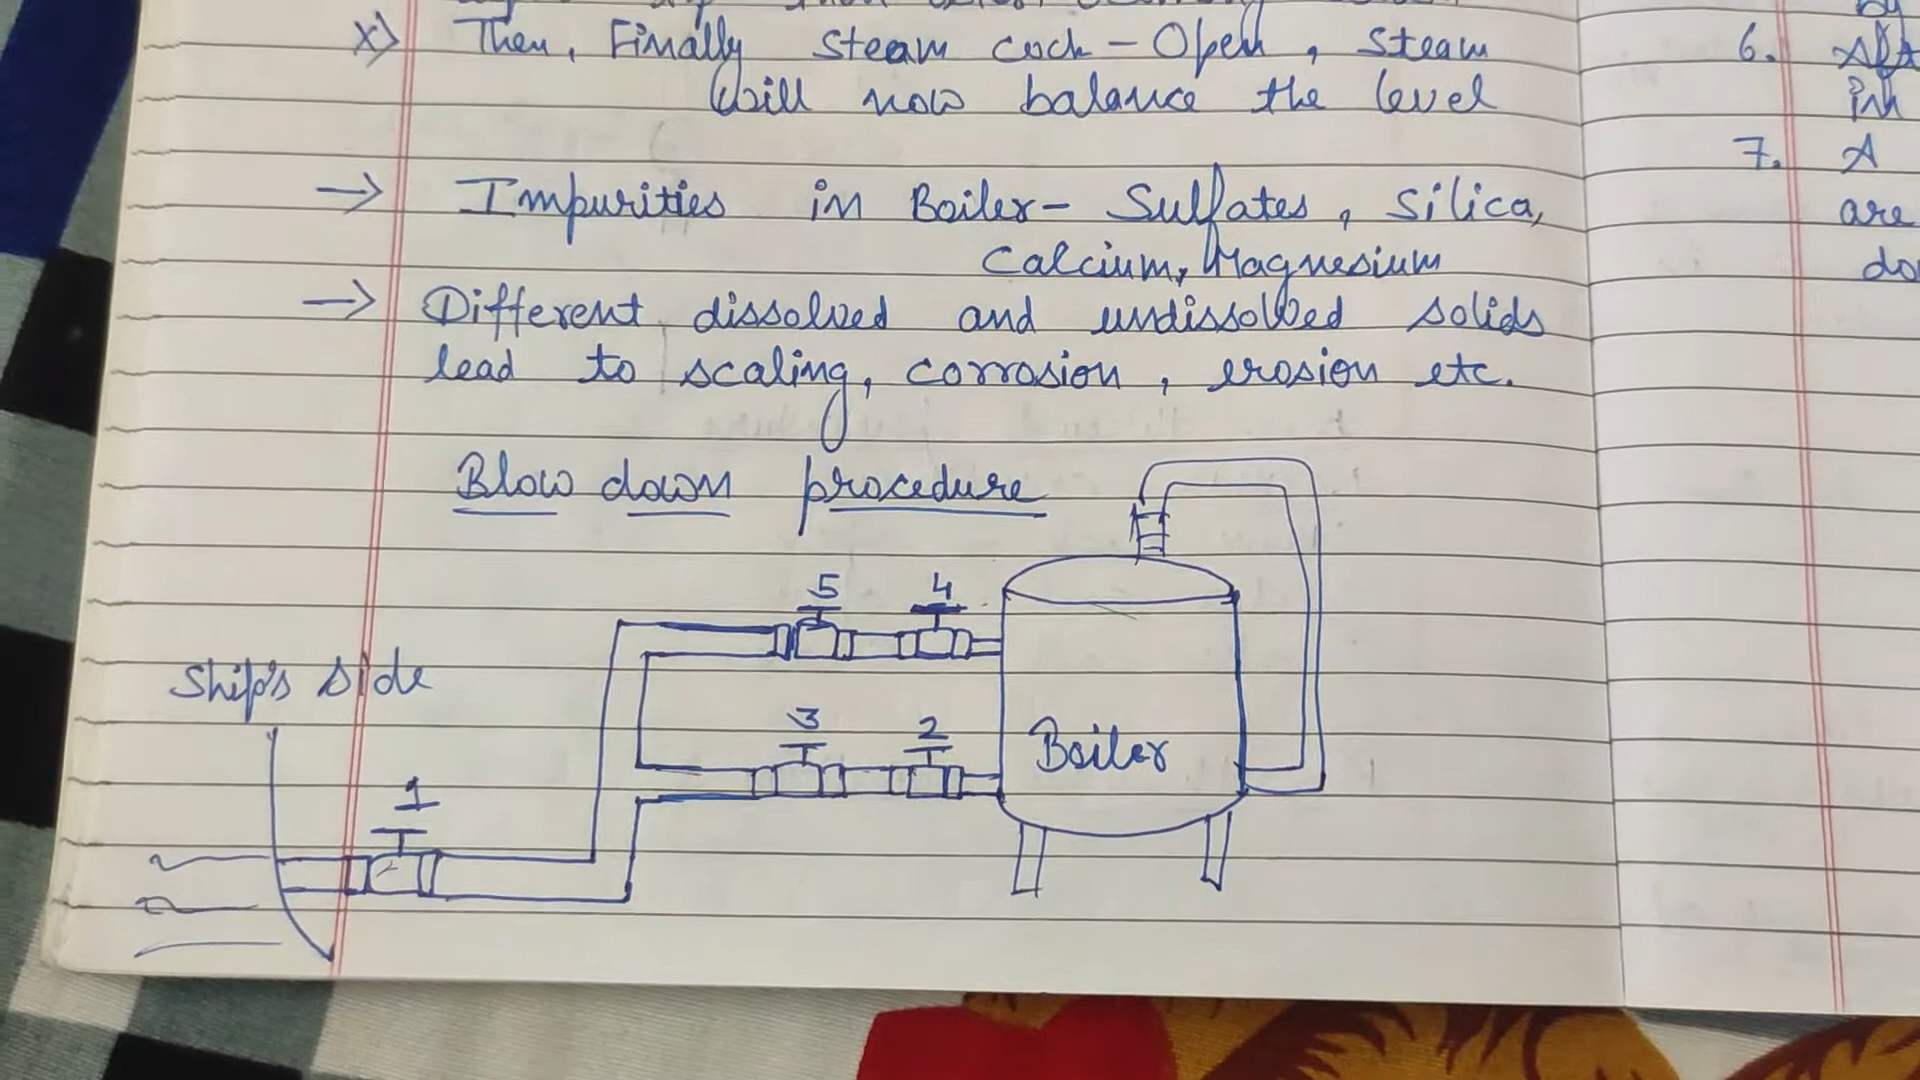 x) Then, Finally steam cock - Open, steam
will now balance the level
→ Impurities in Boiler - Sulfates, Silica,
Calcium, Magnesium
→ Different dissolved and undissolved solids
lead to scaling, corrosion, erosion etc.
Blow down procedure
5 4
Ship's side
3 2
Boiler
1
6.
7. A
are